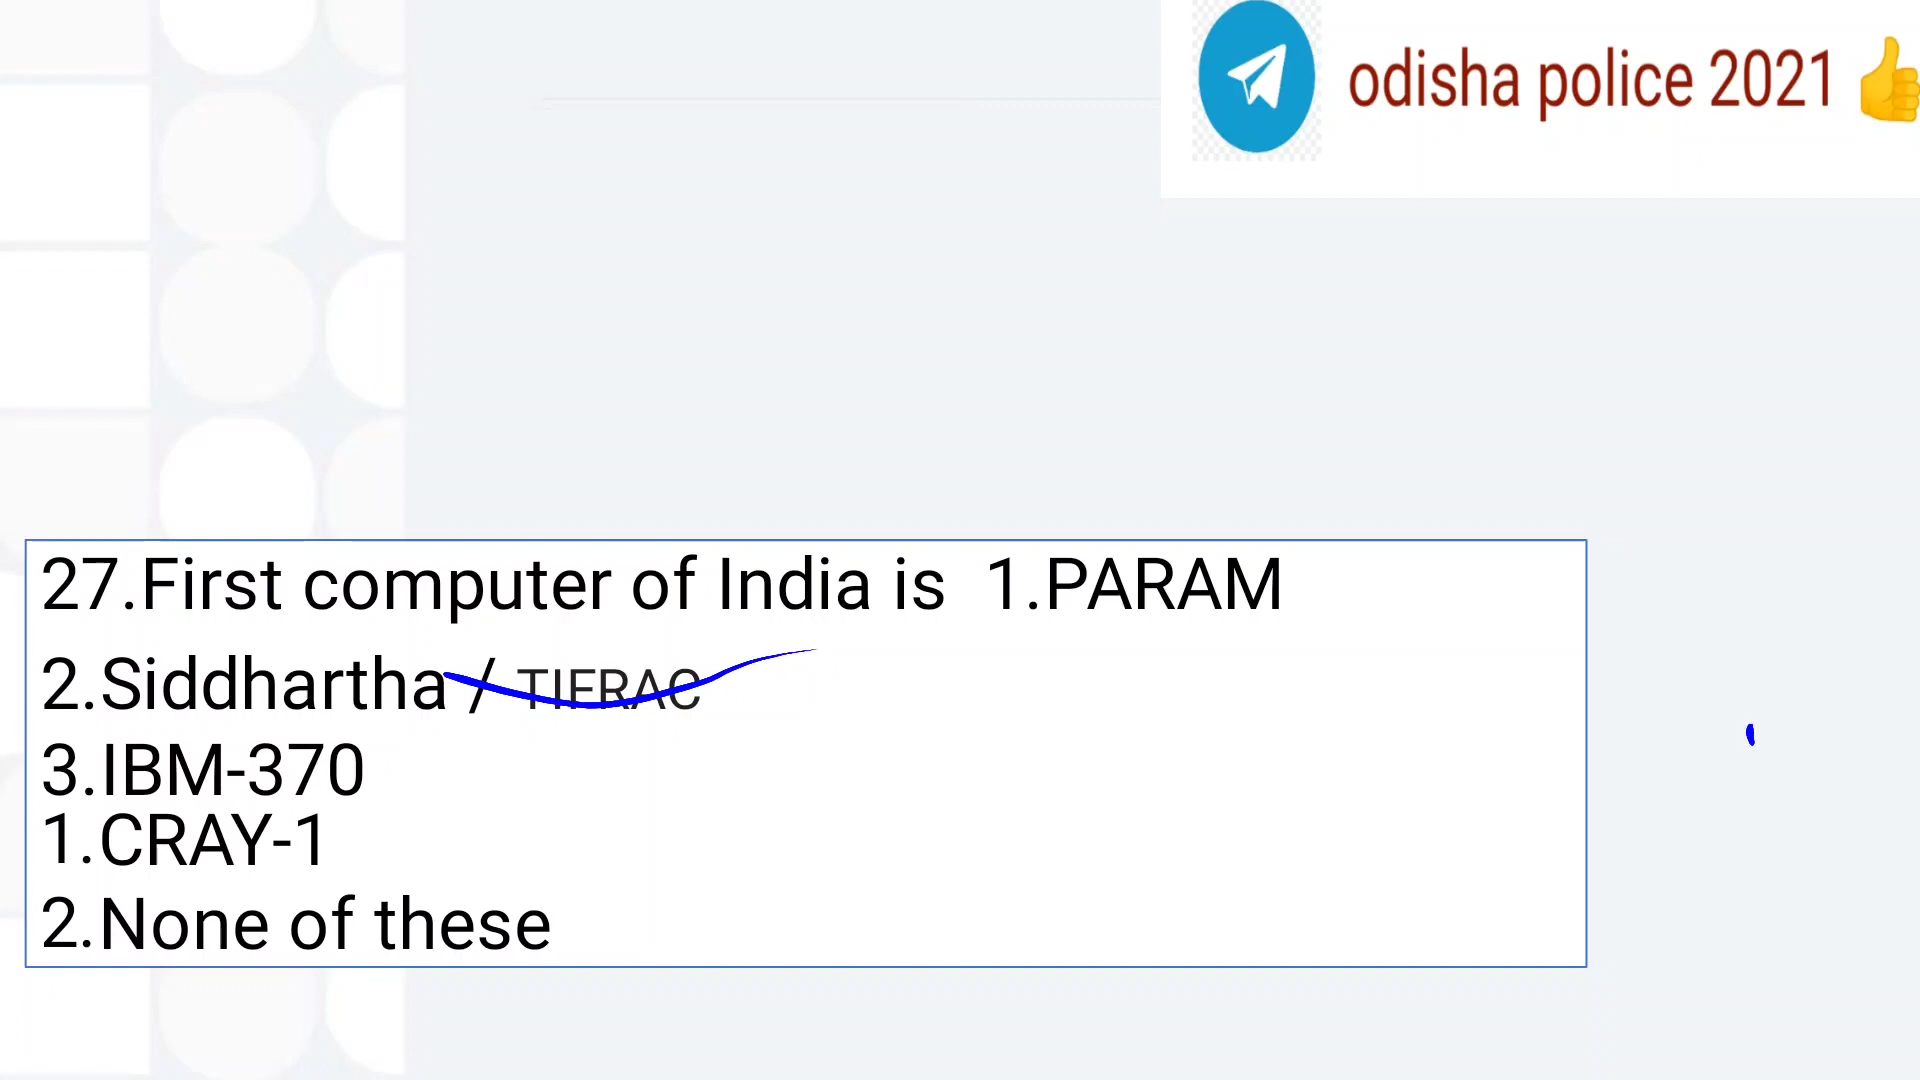 odisha police 2021 👍
27.First computer of India is 1.PARAM
2.Siddhartha / TIFRAC
3.IBM-370
1.CRAY-1
2.None of these